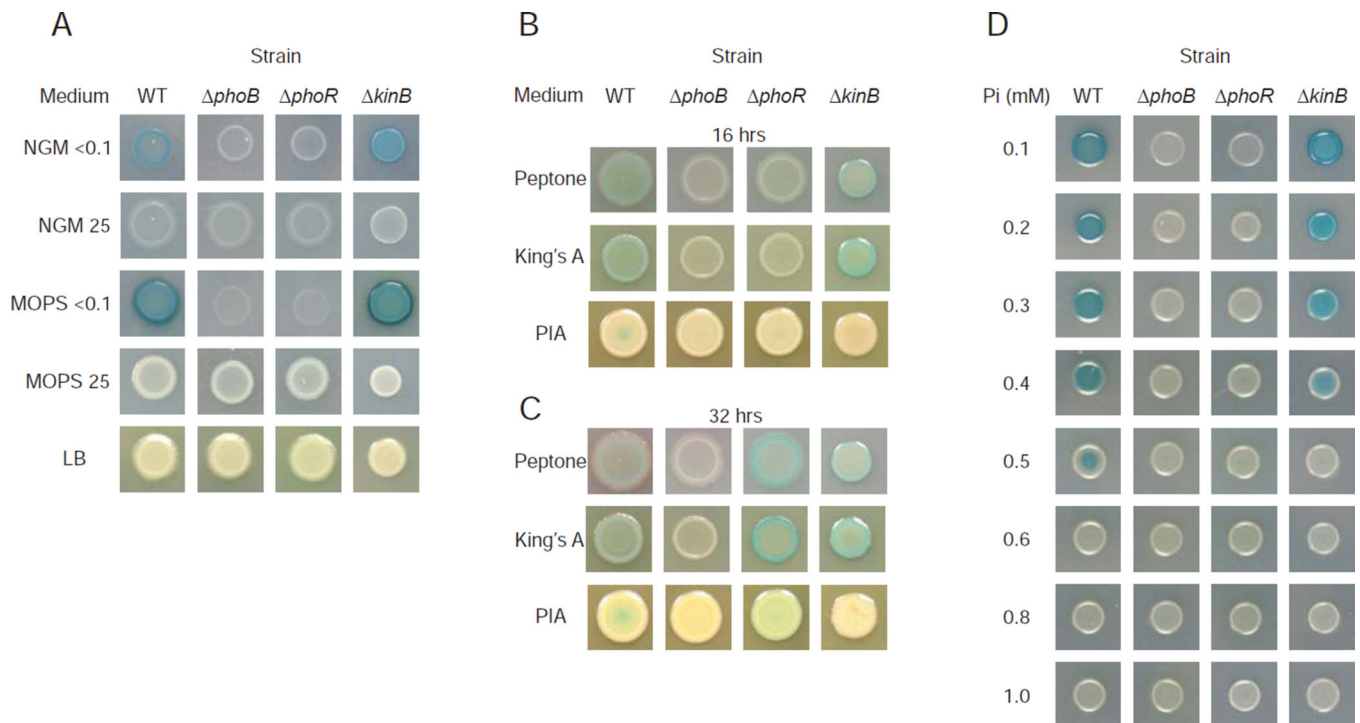 A
Strain
Medium WT ΔphoB ΔphoR ΔkinB
NGM <0.1
NGM 25
MOPS <0.1
MOPS 25
LB
B
Strain
Medium WT ΔphoB ΔphoR ΔkinB
16 hrs
Peptone
King's A
PIA
C
32 hrs
Peptone
King's A
PIA
D
Strain
Pi (mM) WT ΔphoB ΔphoR ΔkinB
0.1
0.2
0.3
0.4
0.5
0.6
0.8
1.0